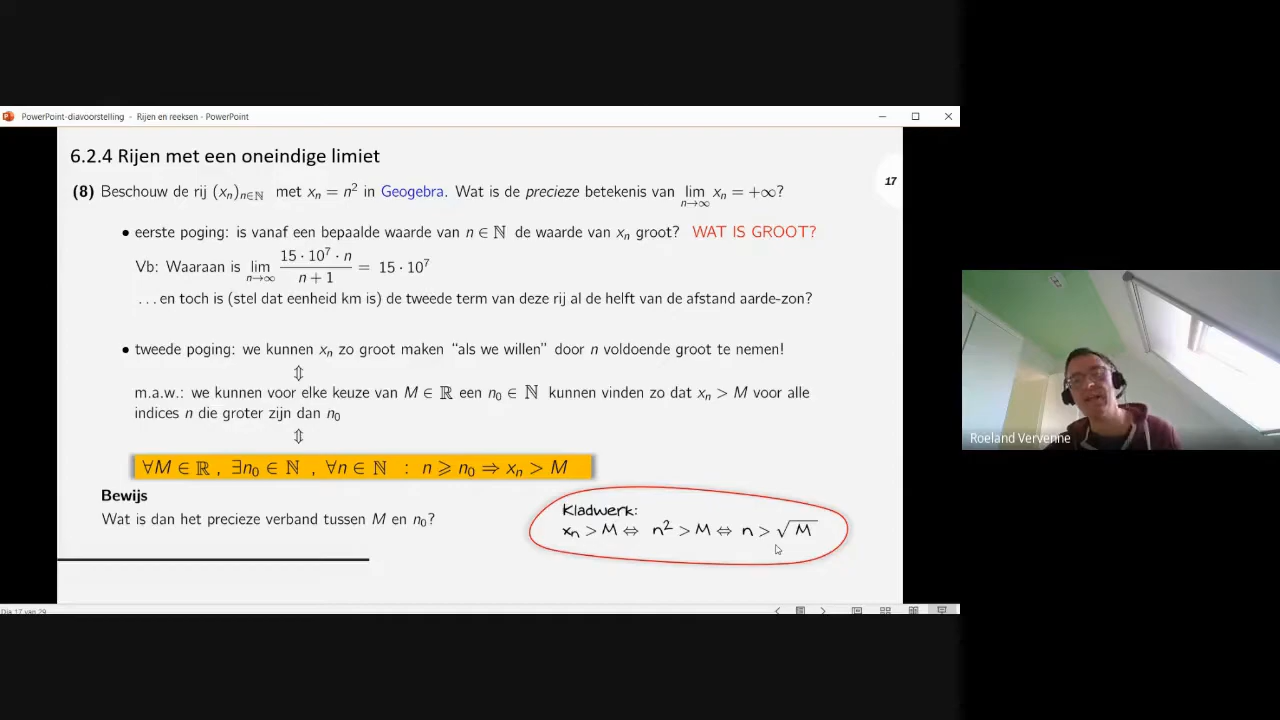 PowerPoint-diavoorstelling - Rijen en reeksen - PowerPoint
6.2.4 Rijen met een oneindige limiet
17
(8) Beschouw de rij (xₙ)ₙ∈ℕ met xₙ = n² in Geogebra. Wat is de precieze betekenis van lim n→∞ xₙ = +∞?
• eerste poging: is vanaf een bepaalde waarde van n ∈ ℕ de waarde van xₙ groot? WAT IS GROOT?
Vb: Waaraan is lim n→∞ (15 · 10⁷ · n)/(n + 1) = 15 · 10⁷
...en toch is (stel dat eenheid km is) de tweede term van deze rij al de helft van de afstand aarde-zon?
• tweede poging: we kunnen xₙ zo groot maken “als we willen” door n voldoende groot te nemen!
⇕
m.a.w.: we kunnen voor elke keuze van M ∈ ℝ een n₀ ∈ ℕ kunnen vinden zo dat xₙ > M voor alle
indices n die groter zijn dan n₀
⇕
∀M ∈ ℝ , ∃n₀ ∈ ℕ , ∀n ∈ ℕ : n ⩾ n₀ ⇒ xₙ > M
Bewijs
Wat is dan het precieze verband tussen M en n₀?
Kladwerk:
xₙ > M ⇔ n² > M ⇔ n > √M
Dia 17 van 29
Roeland Vervenne